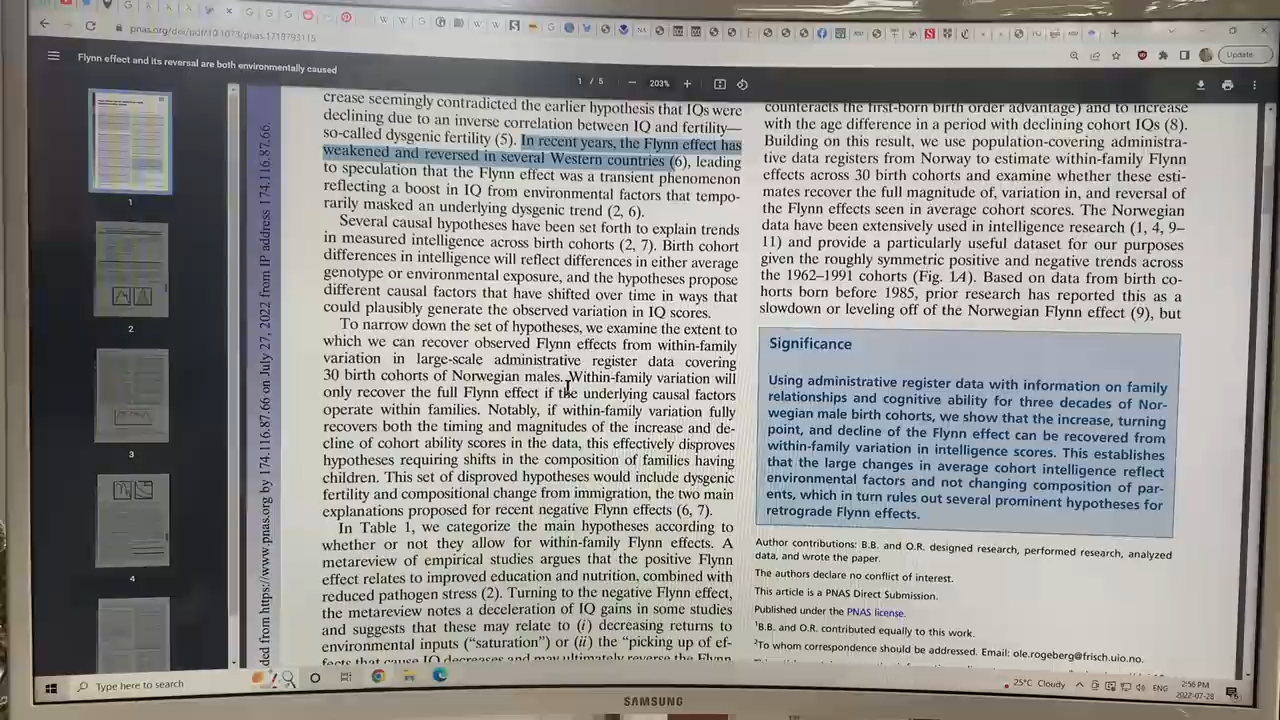 pnas.org/doi/pdf/10.1073/pnas.1718793115
Update
Flynn effect and its reversal are both environmentally caused
1 / 5
203%
1
2
3
4
ded from https://www.pnas.org by 174.116.87.66 on July 27, 2022 from IP address 174.116.87.66.
crease seemingly contradicted the earlier hypothesis that IQs were
declining due to an inverse correlation between IQ and fertility—
so-called dysgenic fertility (5). In recent years, the Flynn effect has
weakened and reversed in several Western countries (6), leading
to speculation that the Flynn effect was a transient phenomenon
reflecting a boost in IQ from environmental factors that tempo-
rarily masked an underlying dysgenic trend (2, 6).
Several causal hypotheses have been set forth to explain trends
in measured intelligence across birth cohorts (2, 7). Birth cohort
differences in intelligence will reflect differences in either average
genotype or environmental exposure, and the hypotheses propose
different causal factors that have shifted over time in ways that
could plausibly generate the observed variation in IQ scores.
To narrow down the set of hypotheses, we examine the extent to
which we can recover observed Flynn effects from within-family
variation in large-scale administrative register data covering
30 birth cohorts of Norwegian males. Within-family variation will
only recover the full Flynn effect if the underlying causal factors
operate within families. Notably, if within-family variation fully
recovers both the timing and magnitudes of the increase and de-
cline of cohort ability scores in the data, this effectively disproves
hypotheses requiring shifts in the composition of families having
children. This set of disproved hypotheses would include dysgenic
fertility and compositional change from immigration, the two main
explanations proposed for recent negative Flynn effects (6, 7).
In Table 1, we categorize the main hypotheses according to
whether or not they allow for within-family Flynn effects. A
metareview of empirical studies argues that the positive Flynn
effect relates to improved education and nutrition, combined with
reduced pathogen stress (2). Turning to the negative Flynn effect,
the metareview notes a deceleration of IQ gains in some studies
and suggests that these may relate to (i) decreasing returns to
environmental inputs (“saturation”) or (ii) the “picking up of ef-
fects that cause IQ decreases and may ultimately reverse the Flynn
counteracts the first-born birth order advantage) and to increase
with the age difference in a period with declining cohort IQs (8).
Building on this result, we use population-covering administra-
tive data registers from Norway to estimate within-family Flynn
effects across 30 birth cohorts and examine whether these esti-
mates recover the full magnitude of, variation in, and reversal of
the Flynn effects seen in average cohort scores. The Norwegian
data have been extensively used in intelligence research (1, 4, 9–
11) and provide a particularly useful dataset for our purposes
given the roughly symmetric positive and negative trends across
the 1962–1991 cohorts (Fig. 1A). Based on data from birth co-
horts born before 1985, prior research has reported this as a
slowdown or leveling off of the Norwegian Flynn effect (9), but
Significance
Using administrative register data with information on family
relationships and cognitive ability for three decades of Nor-
wegian male birth cohorts, we show that the increase, turning
point, and decline of the Flynn effect can be recovered from
within-family variation in intelligence scores. This establishes
that the large changes in average cohort intelligence reflect
environmental factors and not changing composition of par-
ents, which in turn rules out several prominent hypotheses for
retrograde Flynn effects.
Author contributions: B.B. and O.R. designed research, performed research, analyzed
data, and wrote the paper.
The authors declare no conflict of interest.
This article is a PNAS Direct Submission.
Published under the PNAS license.
¹B.B. and O.R. contributed equally to this work.
²To whom correspondence should be addressed. Email: ole.rogeberg@frisch.uio.no.
Type here to search
25°C Cloudy
ENG
2:56 PM
2022-07-28
SAMSUNG